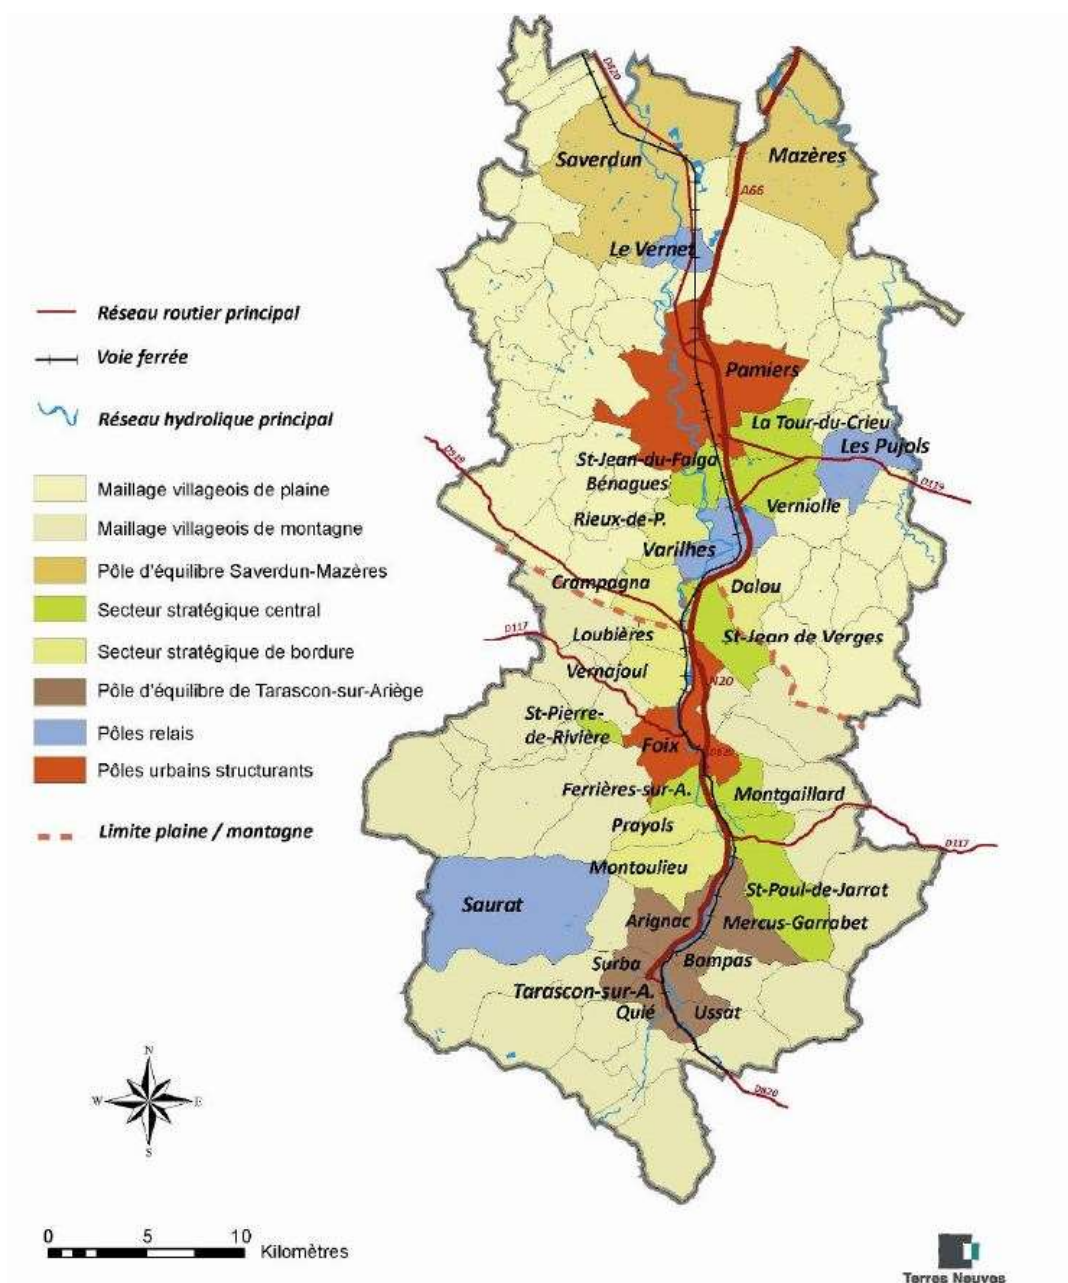 D820
Saverdun
Mazères
A66
Le Vernet
Réseau routier principal
Voie ferrée
Pamiers
Réseau hydrolique principal
La Tour-du-Crieu
D919
Les Pujols
St-Jean-du-Falga
Bénagues
D119
Maillage villageois de plaine
Verniolle
Rieux-de-P.
Maillage villageois de montagne
Varilhes
Pôle d'équilibre Saverdun-Mazères
Crampagna
Dalou
Secteur stratégique central
D117
Loubières
St-Jean de Verges
Secteur stratégique de bordure
Vernajoul
N20
Pôle d'équilibre de Tarascon-sur-Ariège
St-Pierre-
de-Rivière
Pôles relais
Foix
Pôles urbains structurants
Ferrières-sur-A.
Montgaillard
Prayols
Limite plaine / montagne
D117
Montoulieu
St-Paul-de-Jarrat
Saurat
Arignac
Mercus-Garrabet
Surba
Bompas
Tarascon-sur-A.
Quié
Ussat
N
W
E
S
D820
0
5
10
Kilomètres
Terres Neuves